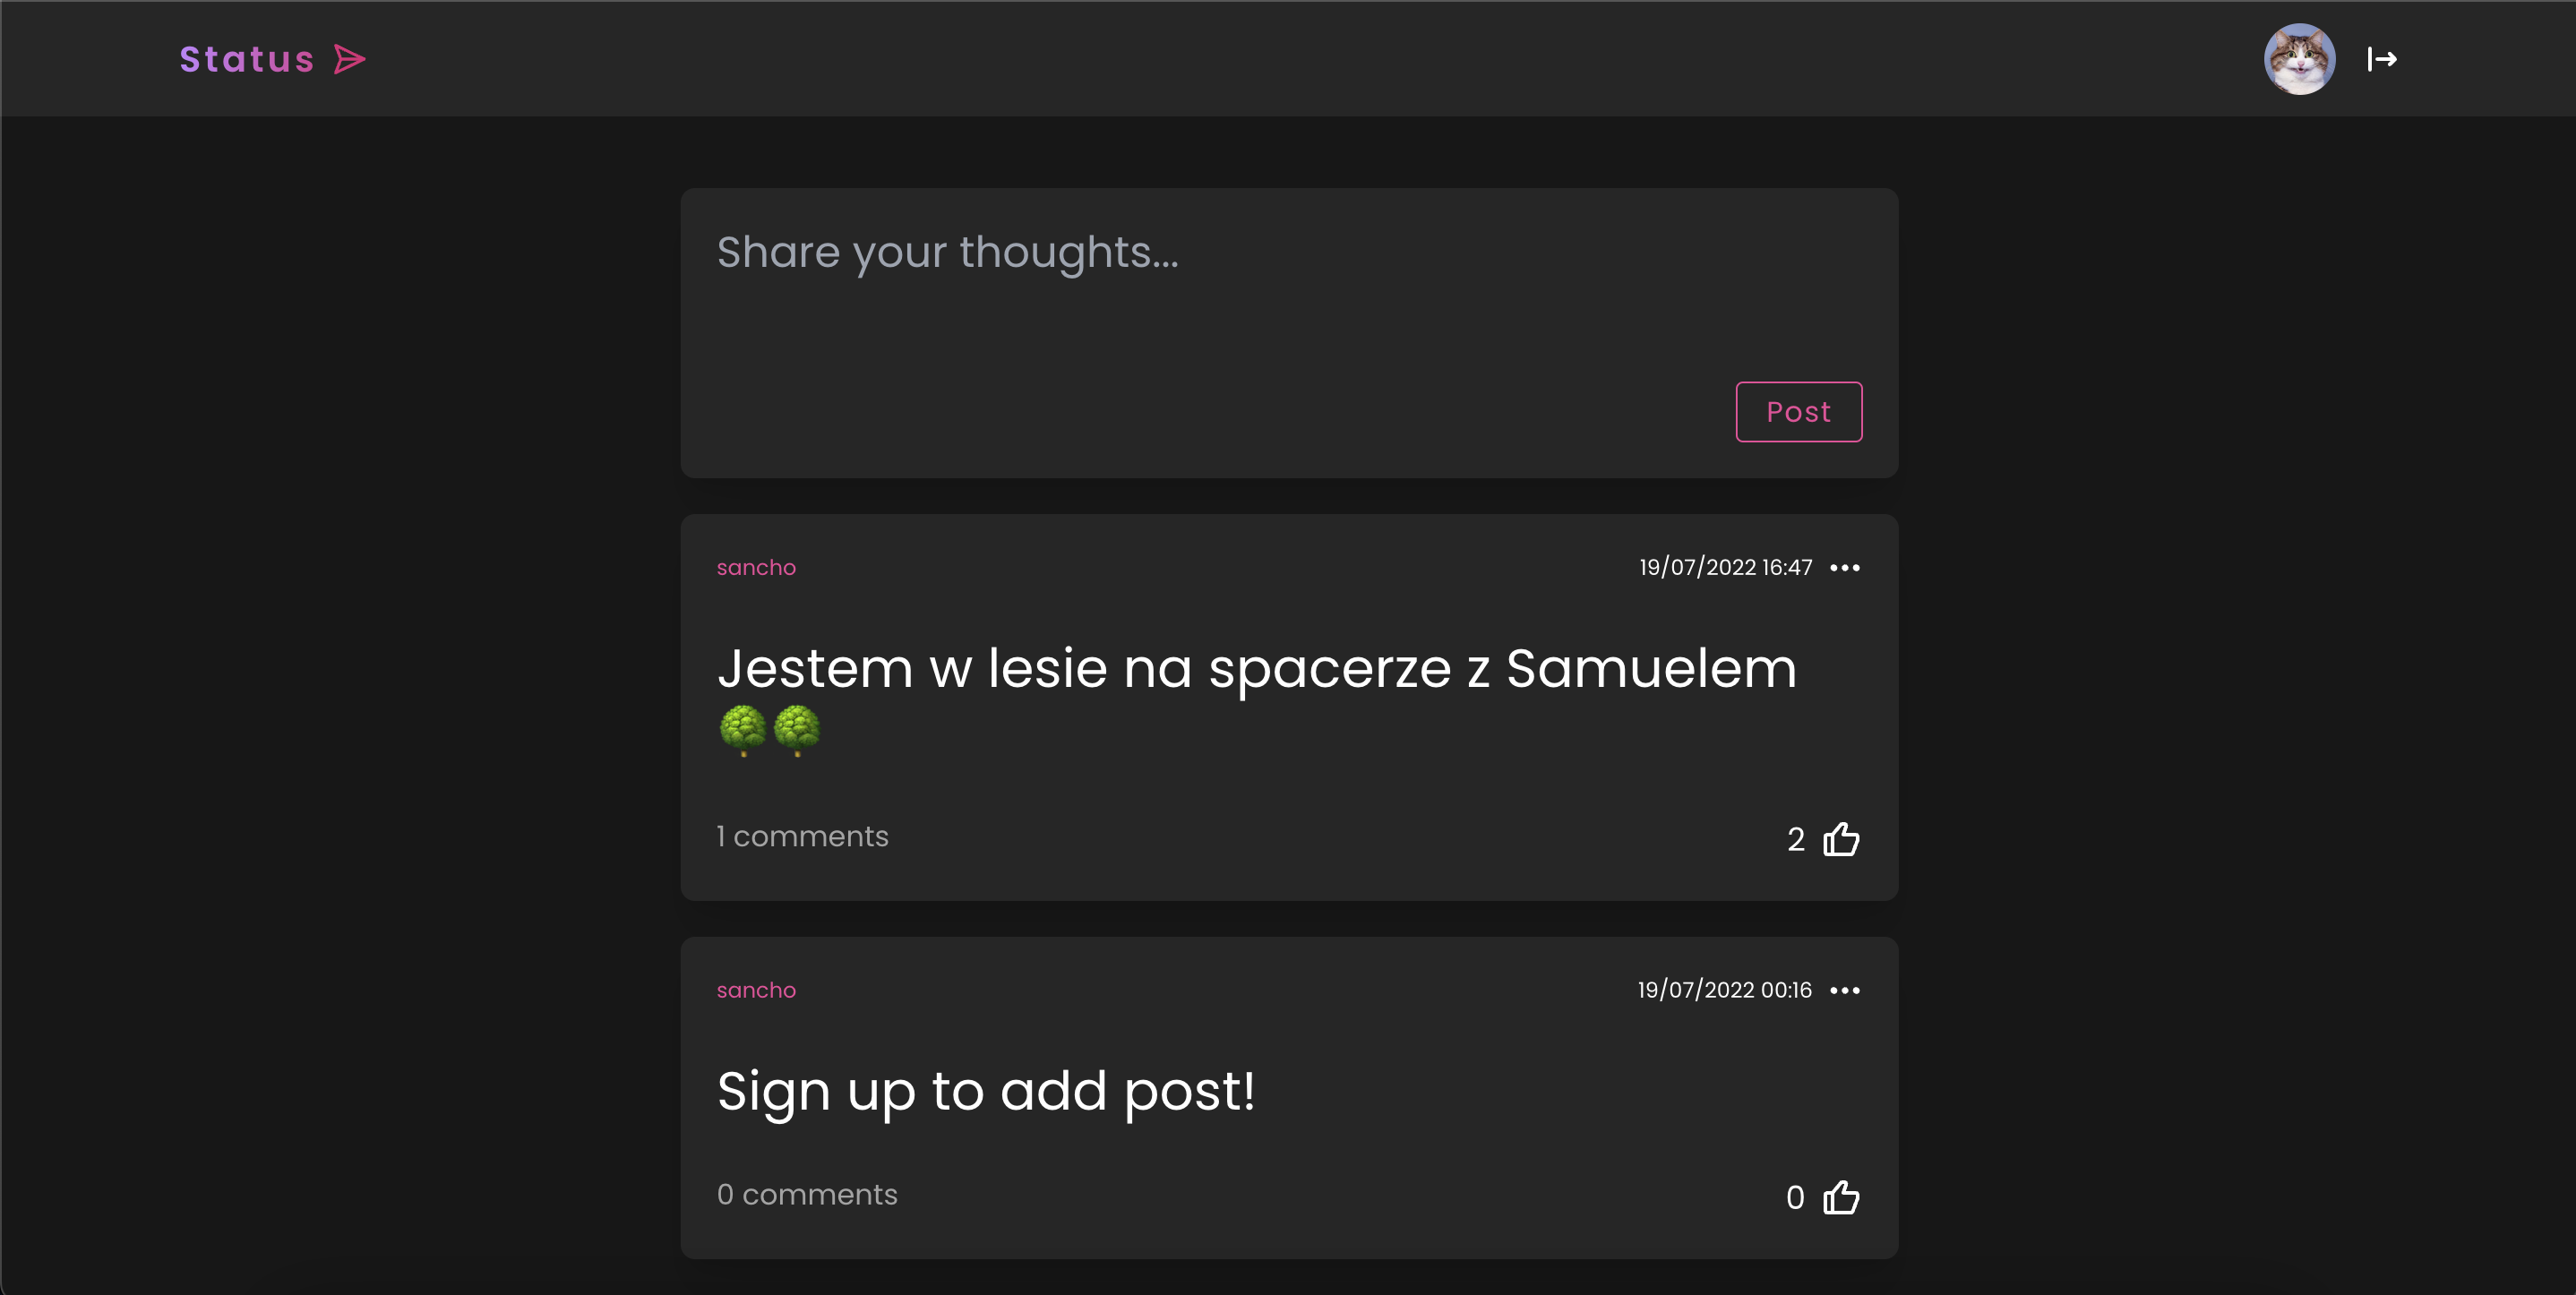 Status
Share your thoughts...
Post
sancho 19/07/2022 16:47
Jestem w lesie na spacerze z Samuelem
🌳🌳
1 comments 2
sancho 19/07/2022 00:16
Sign up to add post!
0 comments 0